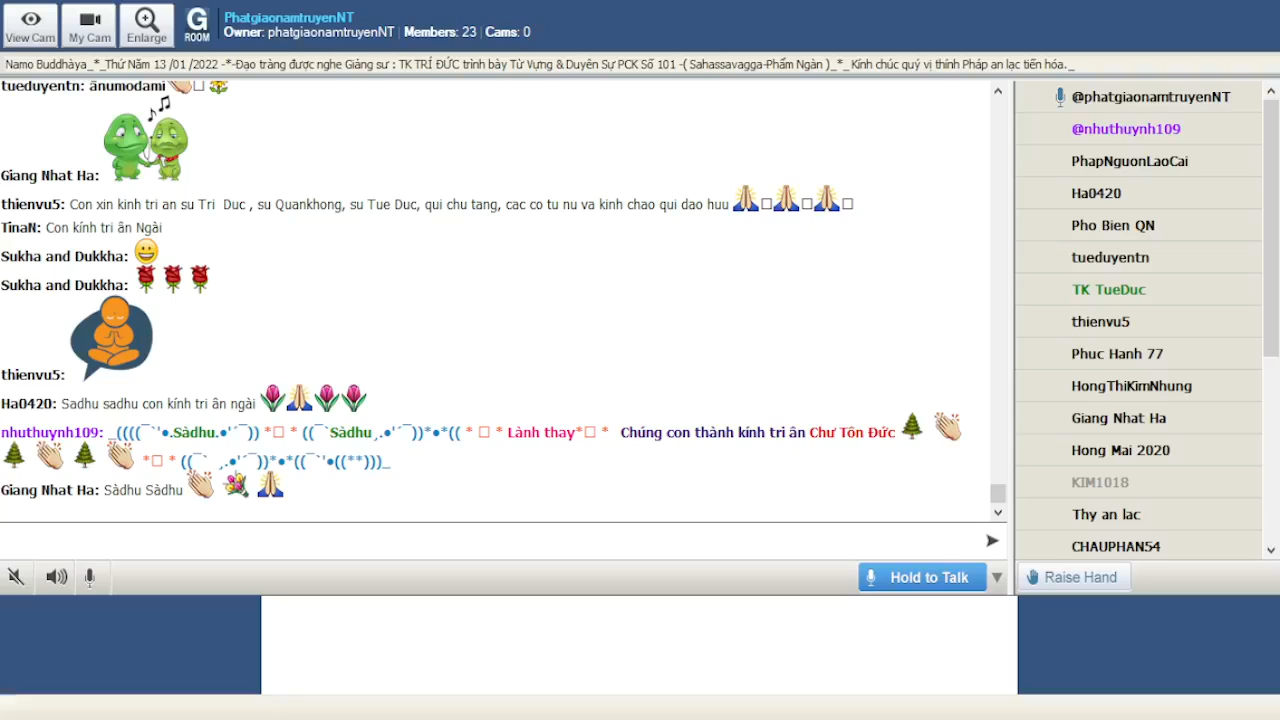 View Cam
My Cam
Enlarge
G ROOM
PhatgiaonamtruyenNT
Owner: phatgiaonamtruyenNT | Members: 23 | Cams: 0
Namo Buddhàya_*_Thứ Năm 13 /01 /2022 -*-Đạo tràng được nghe Giảng sư : TK TRÍ ĐỨC trình bày Từ Vựng & Duyên Sự PCK Số 101 -( Sahassavagga-Phẩm Ngàn )_*_ Kính chúc quý vị thính Pháp an lạc tiến hóa._
tueduyentn: ānumodami
Giang Nhat Ha:
thienvu5: Con xin kinh tri an su Tri Duc , su Quankhong, su Tue Duc, qui chu tang, cac co tu nu va kinh chao qui dao huu
TinaN: Con kính tri ân Ngài
Sukha and Dukkha:
Sukha and Dukkha:
thienvu5:
Ha0420: Sadhu sadhu con kính tri ân ngài
nhuthuynh109: _((((¯`'•.Sàdhu.•'´¯)) *□ * ((¯`Sàdhu¸.•'´¯))*•*(( * □ * Lành thay*□ * Chúng con thành kính tri ân Chư Tôn Đức
*□ * ((¯` ¸.•'´¯))*•*((¯`'•((**)))_
Giang Nhat Ha: Sàdhu Sàdhu
Hold to Talk
@phatgiaonamtruyenNT
@nhuthuynh109
PhapNguonLaoCai
Ha0420
Pho Bien QN
tueduyentn
TK TueDuc
thienvu5
Phuc Hanh 77
HongThiKimNhung
Giang Nhat Ha
Hong Mai 2020
KIM1018
Thy an lac
CHAUPHAN54
Raise Hand